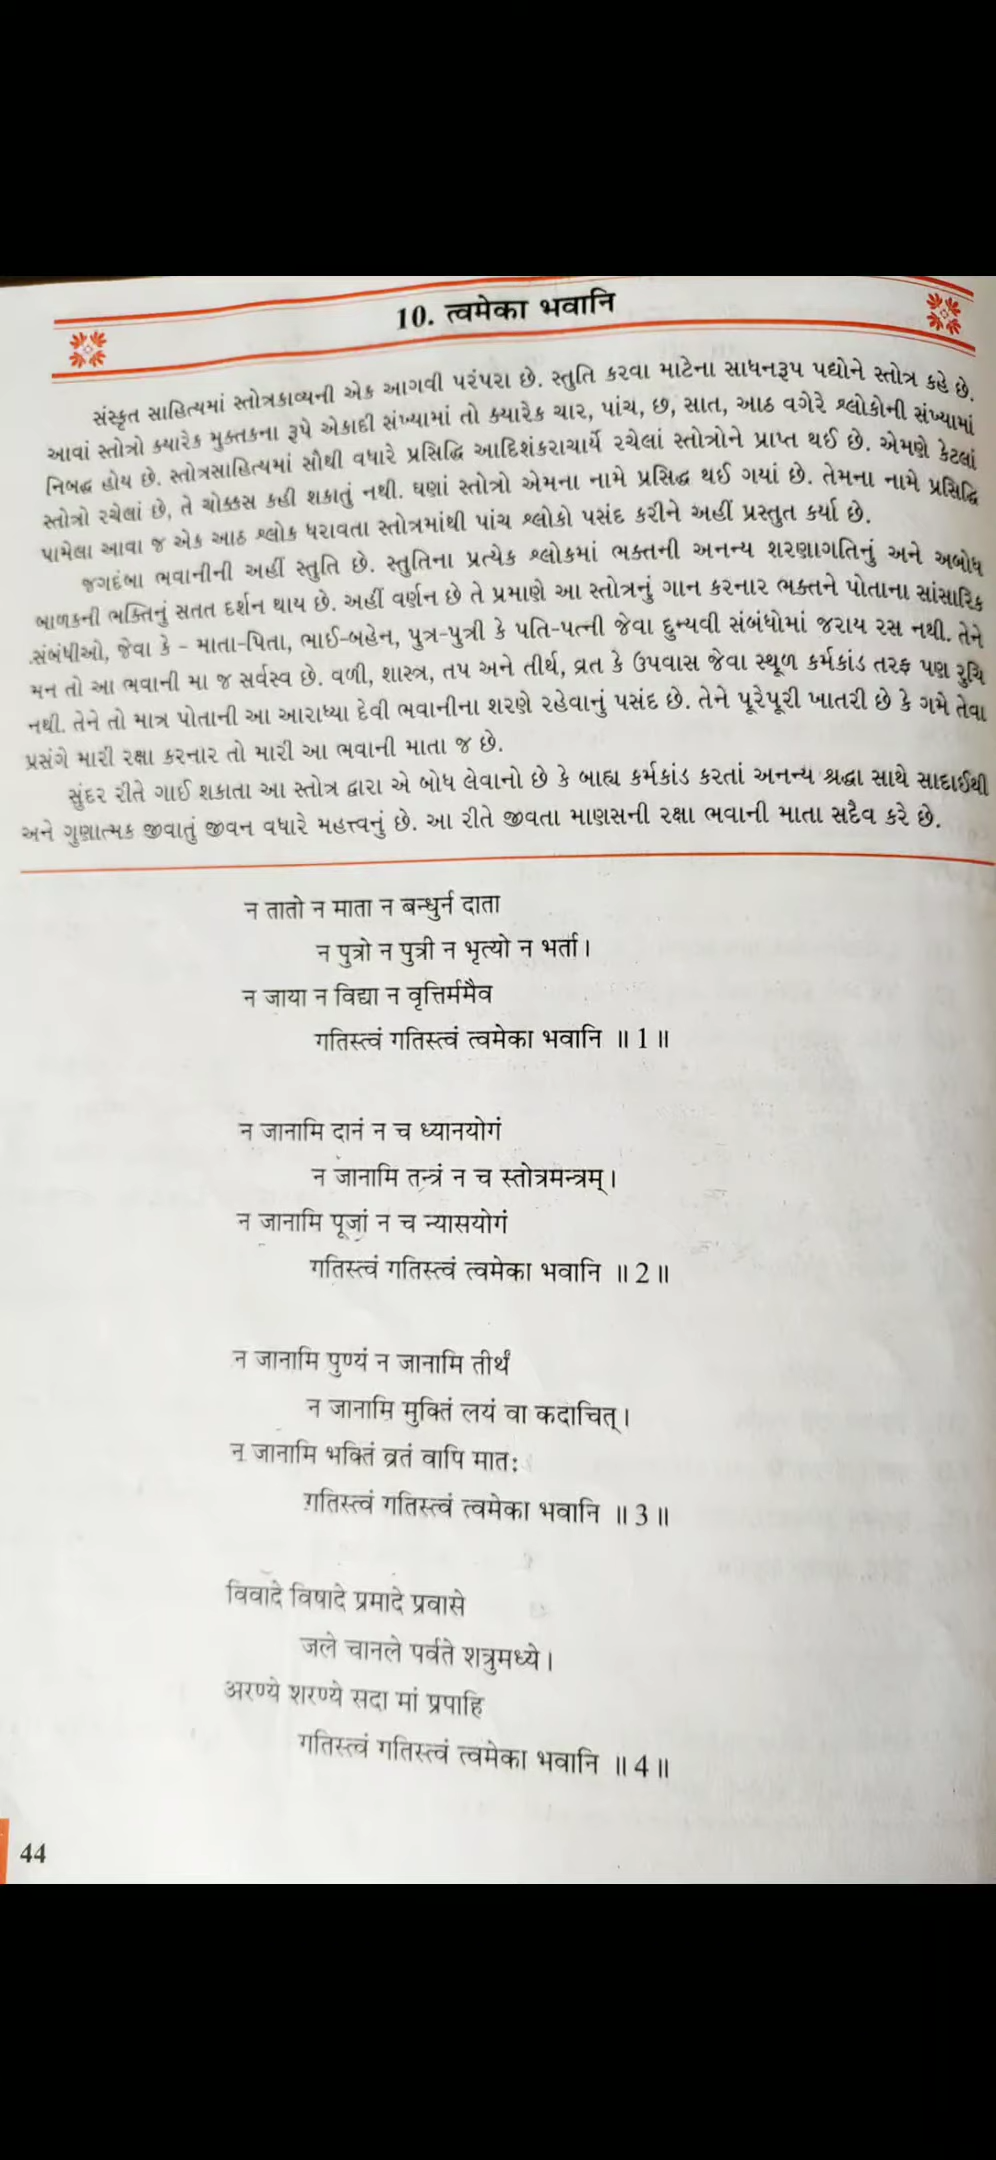 10. त्वमेका भवानि
સંસ્કૃત સાહિત્યમાં સ્તોત્રકાવ્યની એક આગવી પરંપરા છે. સ્તુતિ કરવા માટેના સાધનરૂપ પદ્યોને સ્તોત્ર કહે છે.
આવાં સ્તોત્રો ક્યારેક મુક્તકના રૂપે એકાદી સંખ્યામાં તો ક્યારેક ચાર, પાંચ, છ, સાત, આઠ વગેરે શ્લોકોની સંખ્યામાં
નિબદ્ધ હોય છે. સ્તોત્રસાહિત્યમાં સૌથી વધારે પ્રસિદ્ધિ આદિશંકરાચાર્યે રચેલાં સ્તોત્રોને પ્રાપ્ત થઈ છે. એમણે કેટલાં
સ્તોત્રો રચેલાં છે, તે ચોક્કસ કહી શકાતું નથી. ઘણાં સ્તોત્રો એમના નામે પ્રસિદ્ધ થઈ ગયાં છે. તેમના નામે પ્રસિદ્ધિ
પામેલા આવા જ એક આઠ શ્લોક ધરાવતા સ્તોત્રમાંથી પાંચ શ્લોકો પસંદ કરીને અહીં પ્રસ્તુત કર્યા છે.
જગદંબા ભવાનીની અહીં સ્તુતિ છે. સ્તુતિના પ્રત્યેક શ્લોકમાં ભક્તની અનન્ય શરણાગતિનું અને અબોધ
બાળકની ભક્તિનું સતત દર્શન થાય છે. અહીં વર્ણન છે તે પ્રમાણે આ સ્તોત્રનું ગાન કરનાર ભક્તને પોતાના સાંસારિક
સંબંધીઓ, જેવા કે - માતા-પિતા, ભાઈ-બહેન, પુત્ર-પુત્રી કે પતિ-પત્ની જેવા દુન્યવી સંબંધોમાં જરાય રસ નથી. તેને
મન તો આ ભવાની મા જ સર્વસ્વ છે. વળી, શાસ્ત્ર, તપ અને તીર્થ, વ્રત કે ઉપવાસ જેવા સ્થૂળ કર્મકાંડ તરફ પણ રુચિ
નથી. તેને તો માત્ર પોતાની આ આરાધ્યા દેવી ભવાનીના શરણે રહેવાનું પસંદ છે. તેને પૂરેપૂરી ખાતરી છે કે ગમે તેવા
પ્રસંગે મારી રક્ષા કરનાર તો મારી આ ભવાની માતા જ છે.
સુંદર રીતે ગાઈ શકાતા આ સ્તોત્ર દ્વારા એ બોધ લેવાનો છે કે બાહ્ય કર્મકાંડ કરતાં અનન્ય શ્રદ્ધા સાથે સાદાઈથી
અને ગુણાત્મક જીવાતું જીવન વધારે મહત્ત્વનું છે. આ રીતે જીવતા માણસની રક્ષા ભવાની માતા સદૈવ કરે છે.
न तातो न माता न बन्धुर्न दाता
न पुत्रो न पुत्री न भृत्यो न भर्ता।
न जाया न विद्या न वृत्तिर्ममैव
गतिस्त्वं गतिस्त्वं त्वमेका भवानि ॥ 1 ॥
न जानामि दानं न च ध्यानयोगं
न जानामि तन्त्रं न च स्तोत्रमन्त्रम्।
न जानामि पूजां न च न्यासयोगं
गतिस्त्वं गतिस्त्वं त्वमेका भवानि ॥ 2 ॥
न जानामि पुण्यं न जानामि तीर्थं
न जानामि मुक्तिं लयं वा कदाचित्।
न जानामि भक्तिं व्रतं वापि मातः
गतिस्त्वं गतिस्त्वं त्वमेका भवानि ॥ 3 ॥
विवादे विषादे प्रमादे प्रवासे
जले चानले पर्वते शत्रुमध्ये।
अरण्ये शरण्ये सदा मां प्रपाहि
गतिस्त्वं गतिस्त्वं त्वमेका भवानि ॥ 4 ॥
44